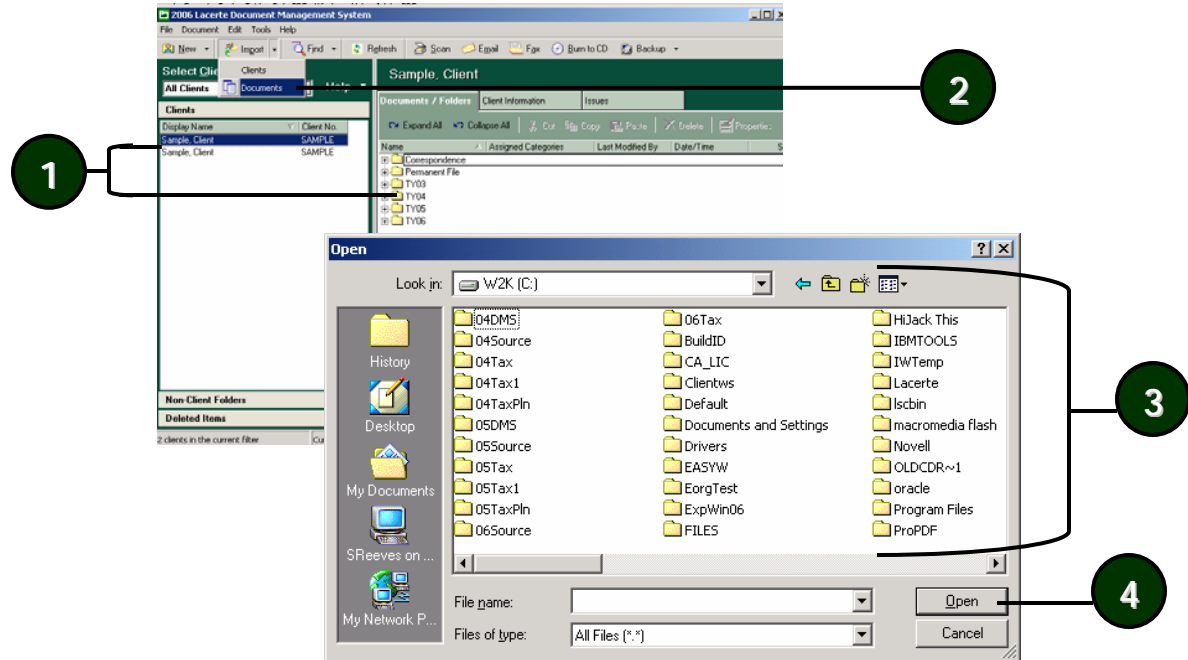 2006 Lacerte Document Management System
File Document Edit Tools Help
New Import Find Refresh Scan Email Fax Burn to CD Backup
Select
Clients
Documents
All Clients
Clients
Display Name Client No.
Sample, Client SAMPLE
Sample, Client SAMPLE
Non-Client Folders
Deleted Items
2 clients in the current filter
Sample, Client
Documents / Folders Client Information Issues
Expand All Collapse All Cut Copy Paste Delete
Name Assigned Categories Last Modified By Date/Time
Correspondence
Permanent File
TY03
TY04
TY05
TY06
1
2
Open
Look in: W2K (C:)
History
Desktop
My Documents
SReeves on ...
My Network P...
04DMS
04Source
04Tax
04Tax1
04TaxPln
05DMS
05Source
05Tax
05Tax1
05TaxPln
06Source
06Tax
BuildID
CA_LIC
Clientws
Default
Documents and Settings
Drivers
EASYW
EorgTest
ExpWin06
FILES
HiJack This
IBMTOOLS
IWTemp
Lacerte
lscbin
macromedia flash
Novell
OLDCDR~1
oracle
Program Files
ProPDF
File name:
Open
Files of type: All Files (*.*)
Cancel
3
4